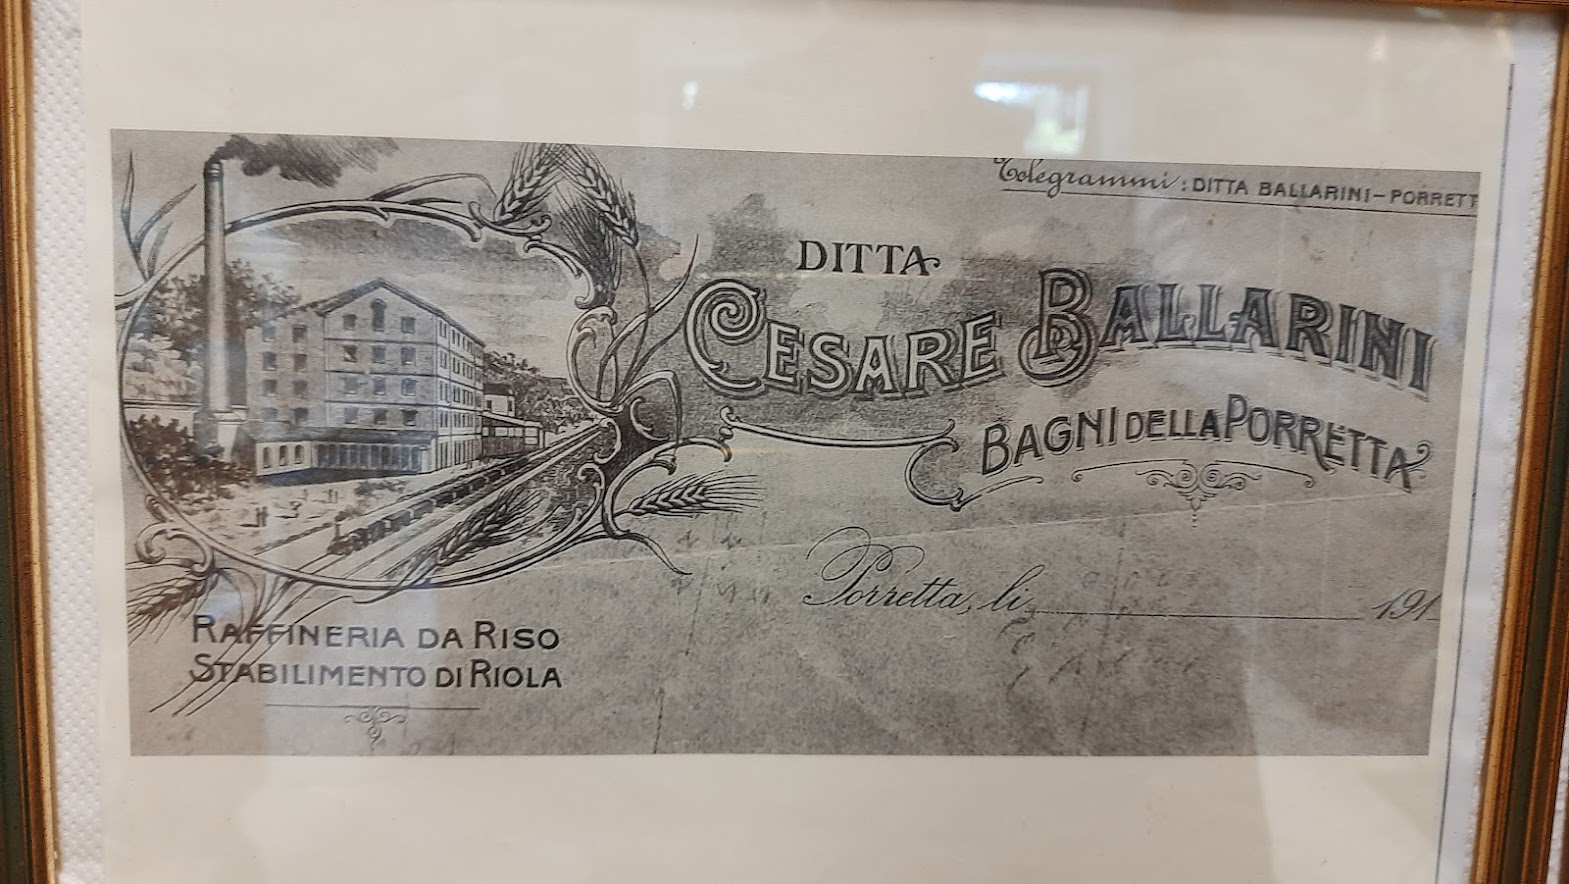 Telegrammi: DITTA BALLARINI-PORRETT
DITTA
CESARE BALLARINI
BAGNI DELLA PORRETTA
Porretta, li 191
RAFFINERIA DA RISO
STABILIMENTO DI RIOLA